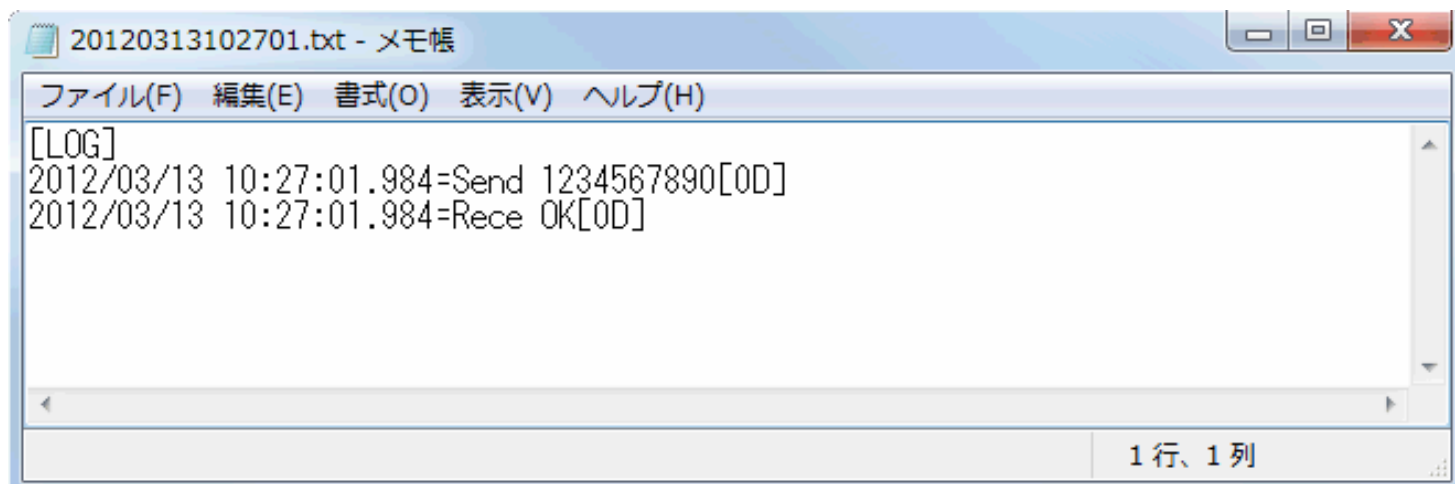 20120313102701.txt - メモ帳
ファイル(F) 編集(E) 書式(O) 表示(V) ヘルプ(H)
[LOG]
2012/03/13 10:27:01.984=Send 1234567890[0D]
2012/03/13 10:27:01.984=Rece OK[0D]
1行、1列